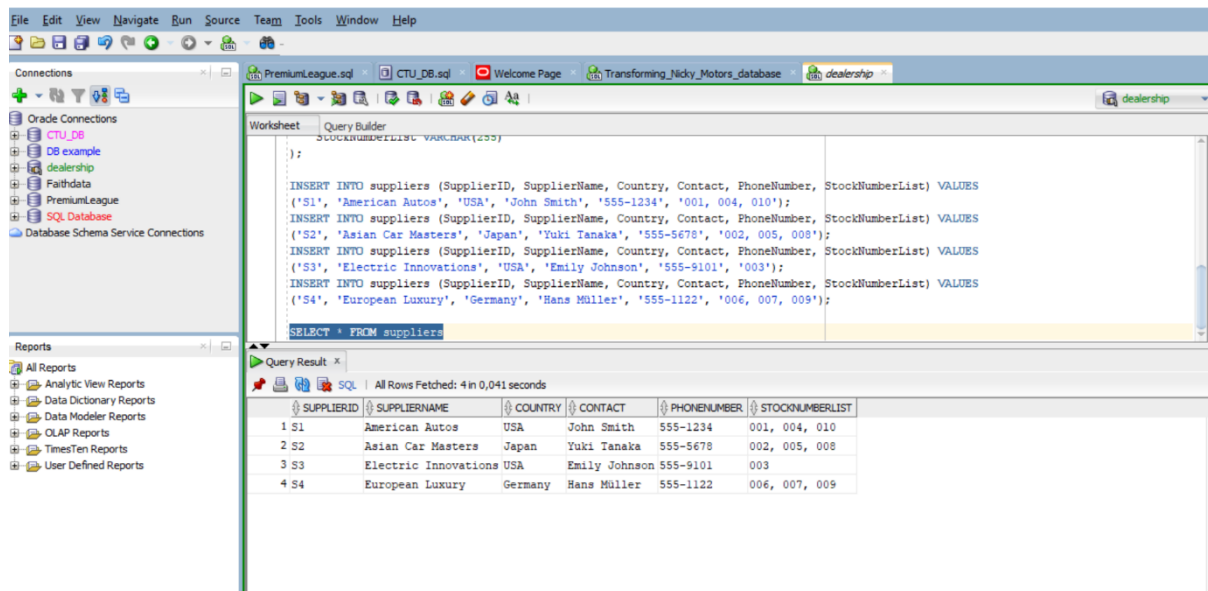 File Edit View Navigate Run Source Team Tools Window Help
Connections
Oracle Connections
CTU_DB
DB example
dealership
Faithdata
PremiumLeague
SQL Database
Database Schema Service Connections
Reports
All Reports
Analytic View Reports
Data Dictionary Reports
Data Modeler Reports
OLAP Reports
TimesTen Reports
User Defined Reports
PremiumLeague.sql CTU_DB.sql Welcome Page Transforming_Nicky_Motors_database dealership
dealership
Worksheet Query Builder
StockNumberList VARCHAR(255)
);
INSERT INTO suppliers (SupplierID, SupplierName, Country, Contact, PhoneNumber, StockNumberList) VALUES
('S1', 'American Autos', 'USA', 'John Smith', '555-1234', '001, 004, 010');
INSERT INTO suppliers (SupplierID, SupplierName, Country, Contact, PhoneNumber, StockNumberList) VALUES
('S2', 'Asian Car Masters', 'Japan', 'Yuki Tanaka', '555-5678', '002, 005, 008');
INSERT INTO suppliers (SupplierID, SupplierName, Country, Contact, PhoneNumber, StockNumberList) VALUES
('S3', 'Electric Innovations', 'USA', 'Emily Johnson', '555-9101', '003');
INSERT INTO suppliers (SupplierID, SupplierName, Country, Contact, PhoneNumber, StockNumberList) VALUES
('S4', 'European Luxury', 'Germany', 'Hans Müller', '555-1122', '006, 007, 009');
SELECT * FROM suppliers
Query Result
SQL | All Rows Fetched: 4 in 0,041 seconds
SUPPLIERID SUPPLIERNAME COUNTRY CONTACT PHONENUMBER STOCKNUMBERLIST
1 S1 American Autos USA John Smith 555-1234 001, 004, 010
2 S2 Asian Car Masters Japan Yuki Tanaka 555-5678 002, 005, 008
3 S3 Electric Innovations USA Emily Johnson 555-9101 003
4 S4 European Luxury Germany Hans Müller 555-1122 006, 007, 009